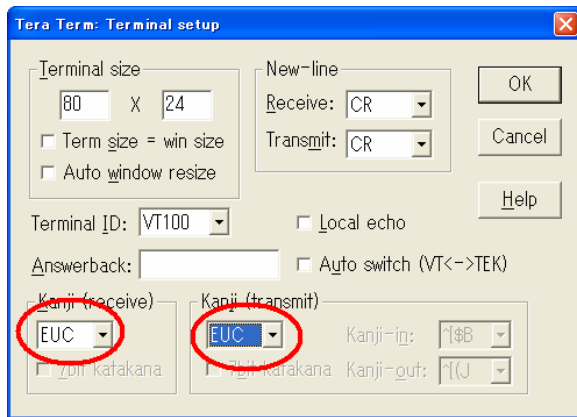 Tera Term: Terminal setup
Terminal size
80 X 24
Term size = win size
Auto window resize
New-line
Receive: CR
Transmit: CR
OK
Cancel
Help
Terminal ID: VT100
Local echo
Answerback:
Auto switch (VT<->TEK)
Kanji (receive)
EUC
7bit katakana
Kanji (transmit)
EUC
7bit katakana
Kanji-in: ^[$B
Kanji-out: ^[(J